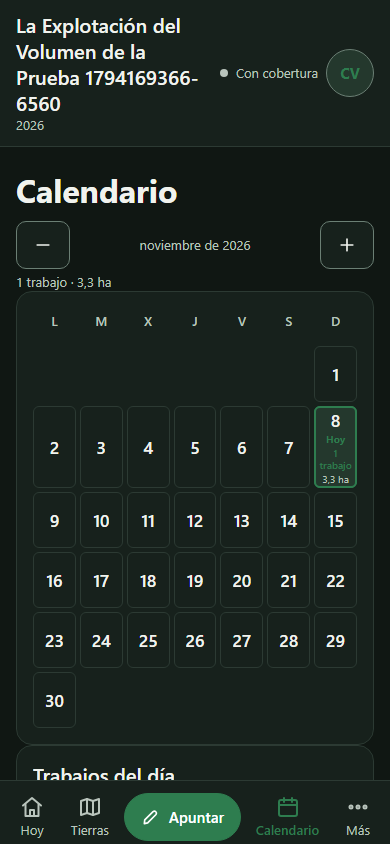 La Explotación del
Volumen de la
Prueba 1794169366-
6560
2026
Con cobertura
CV
Calendario
−
noviembre de 2026
+
1 trabajo · 3,3 ha
L M X J V S D
1
2 3 4 5 6 7 8
Hoy
1
trabajo
3,3 ha
9 10 11 12 13 14 15
16 17 18 19 20 21 22
23 24 25 26 27 28 29
30
Trabajos del día
Hoy Tierras Apuntar Calendario Más